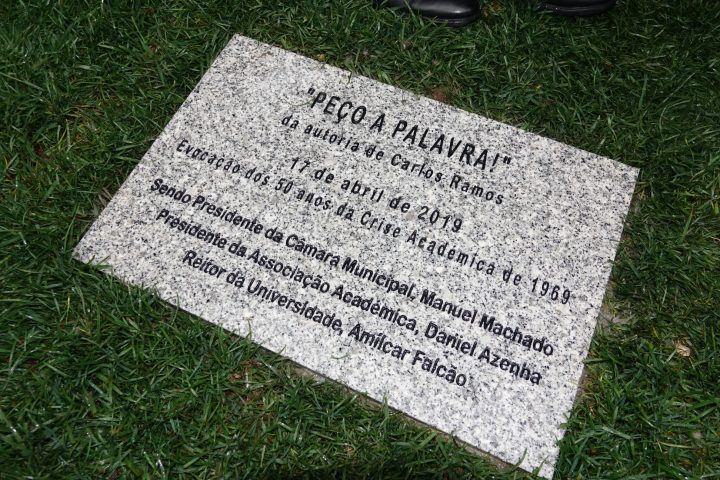 "PEÇO A PALAVRA!"
da autoria de Carlos Ramos
17 de abril de 2019
Evocação dos 50 anos da Crise Académica de 1969
Sendo Presidente da Câmara Municipal, Manuel Machado
Presidente da Associação Académica, Daniel Azenha
Reitor da Universidade, Amílcar Falcão